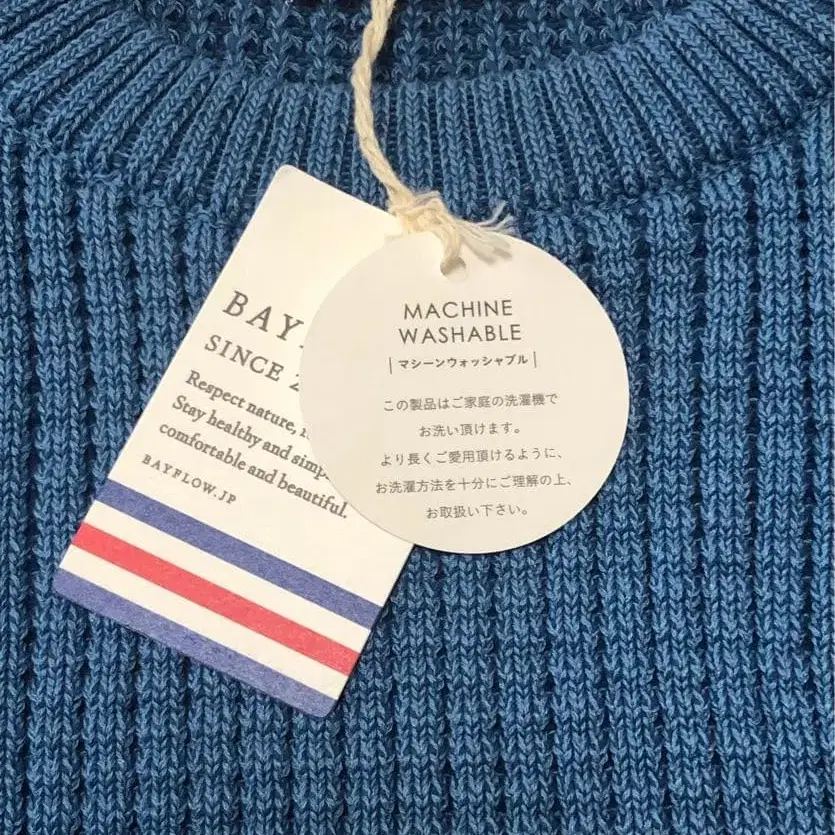 SINCE
Respect nature,
Stay healthy and
comfortable and beautiful.
BAYFLOW.JP
MACHINE
WASHABLE
|マシーンウォッシャブル|
この製品はご家庭の洗濯機で
お洗い頂けます。
より長くご愛用頂けるように、
お洗濯方法を十分にご理解の上、
お取扱い下さい。